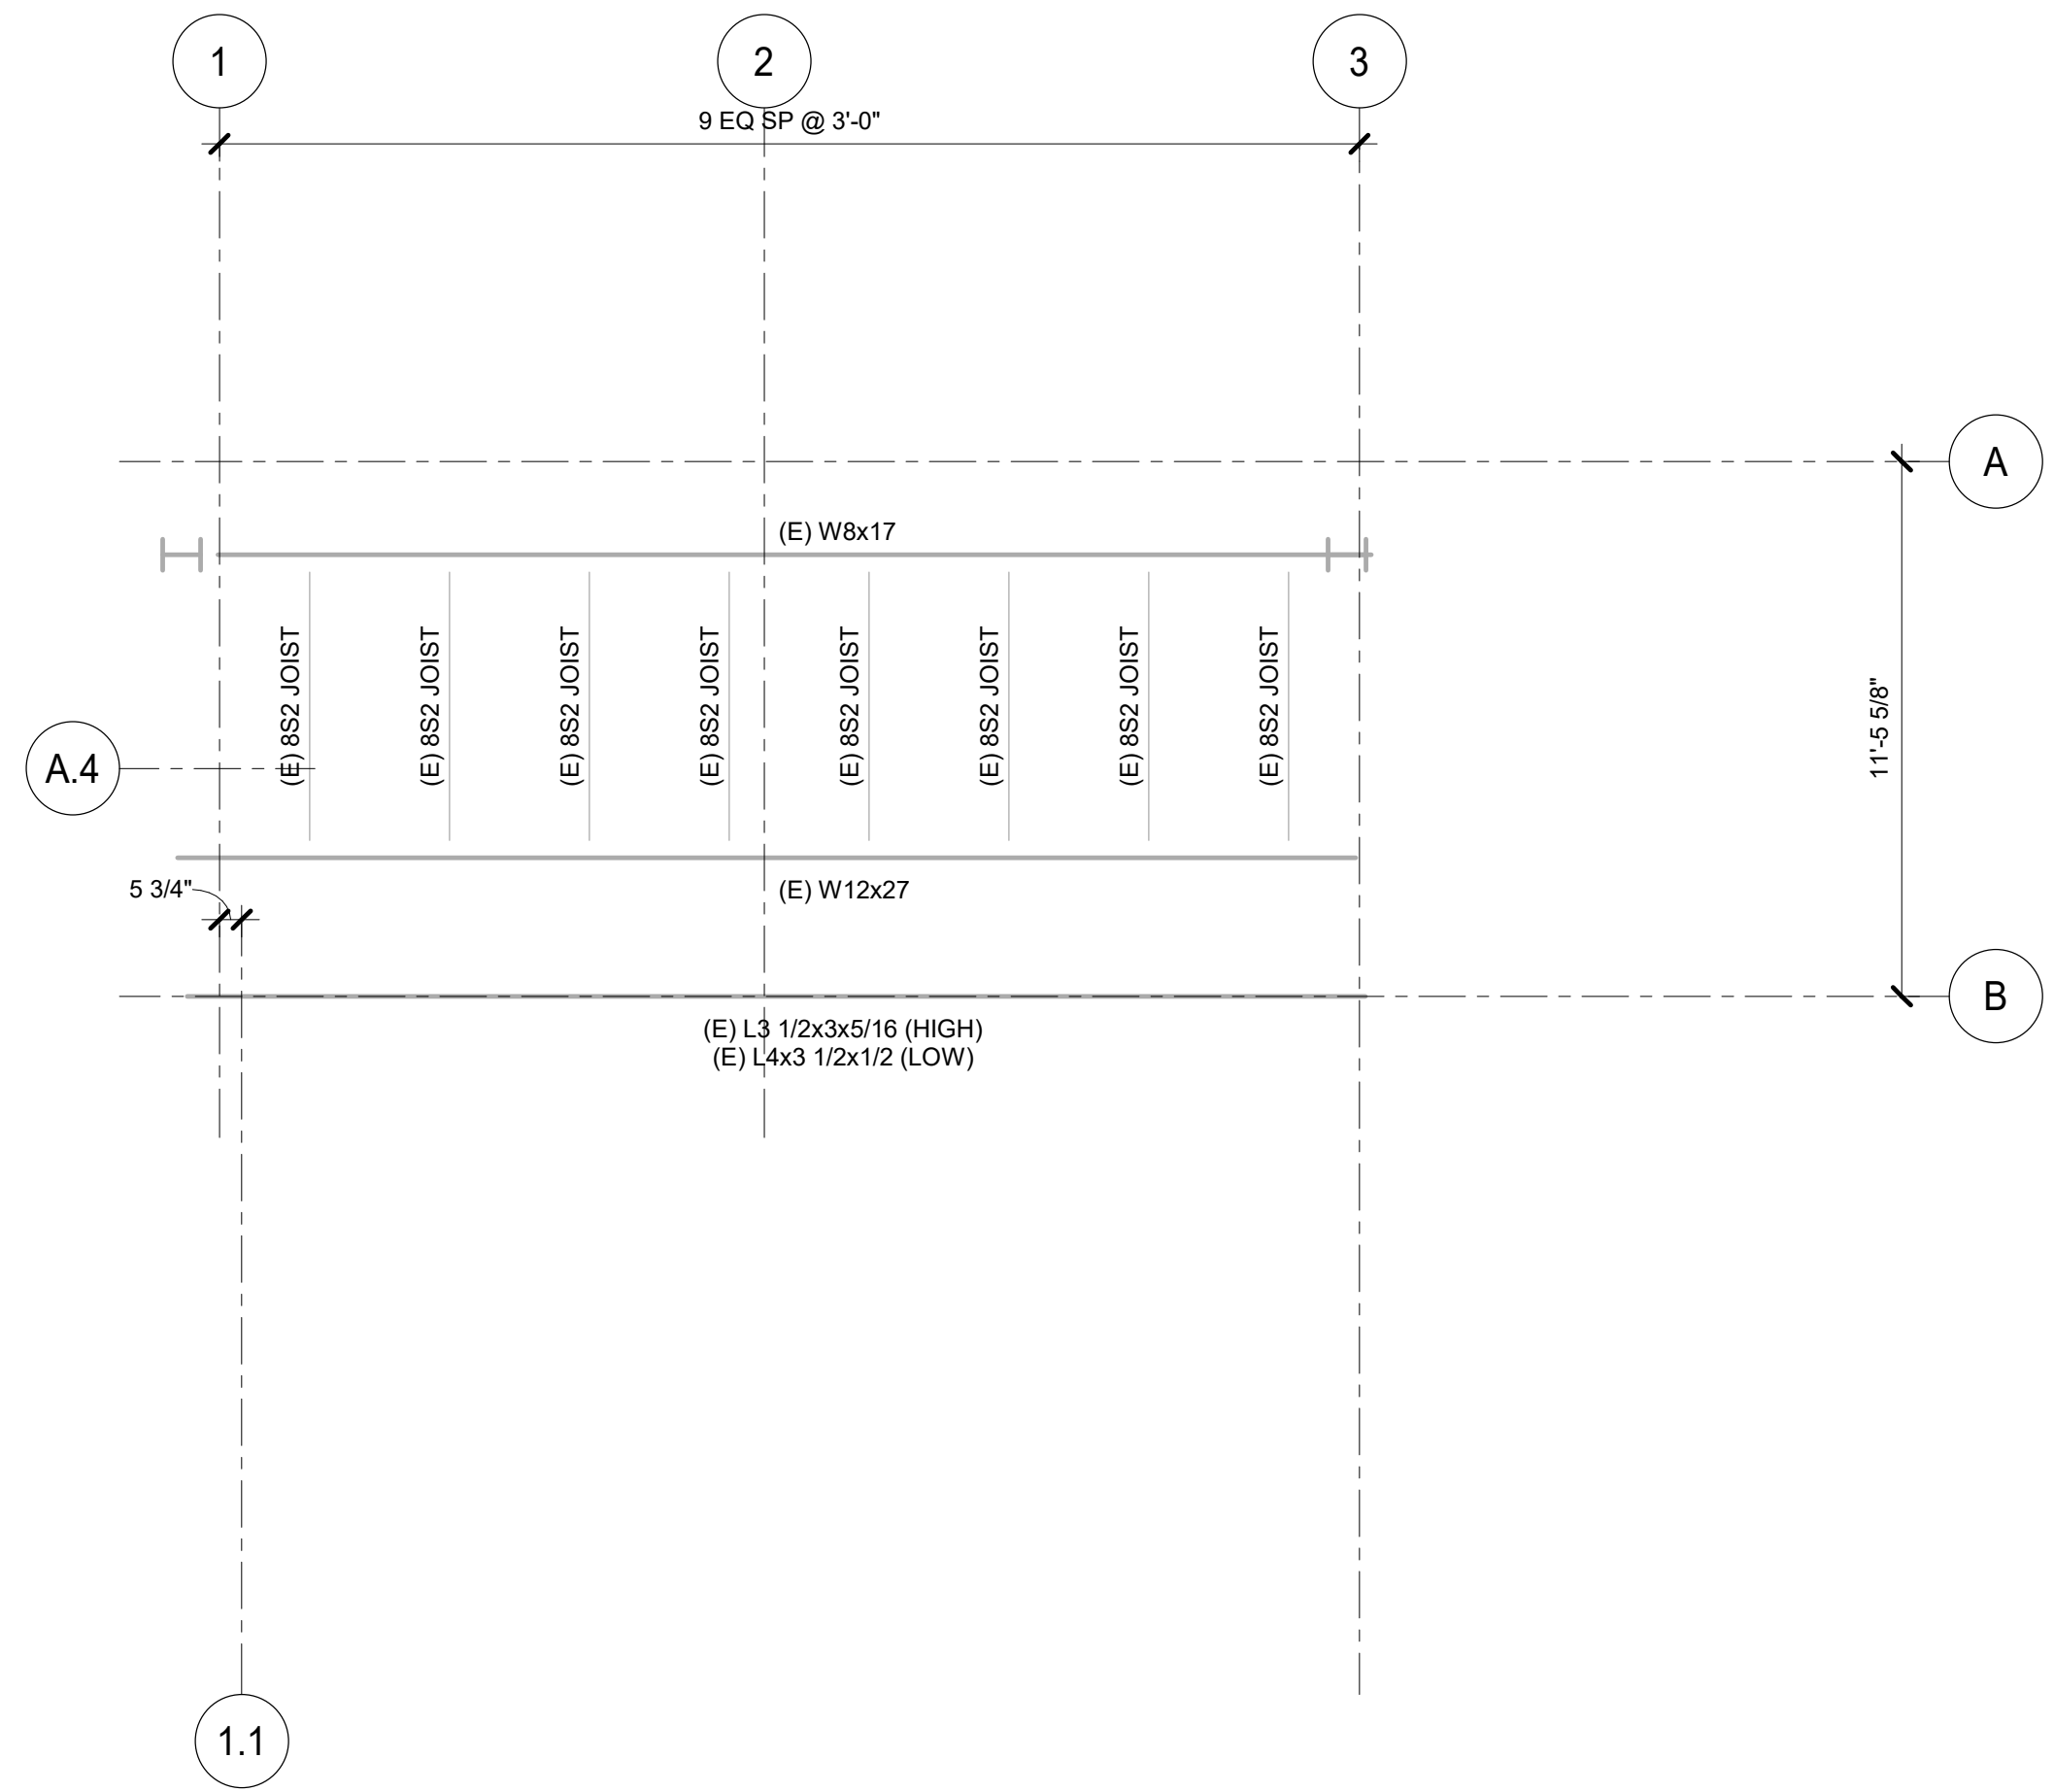 1
2
3
9 EQ SP @ 3'-0"
A
(E) W8x17
(E) 8S2 JOIST
(E) 8S2 JOIST
(E) 8S2 JOIST
(E) 8S2 JOIST
(E) 8S2 JOIST
(E) 8S2 JOIST
(E) 8S2 JOIST
(E) 8S2 JOIST
11'-5 5/8"
A.4
5 3/4"
(E) W12x27
B
(E) L3 1/2x3x5/16 (HIGH)
(E) L4x3 1/2x1/2 (LOW)
1.1